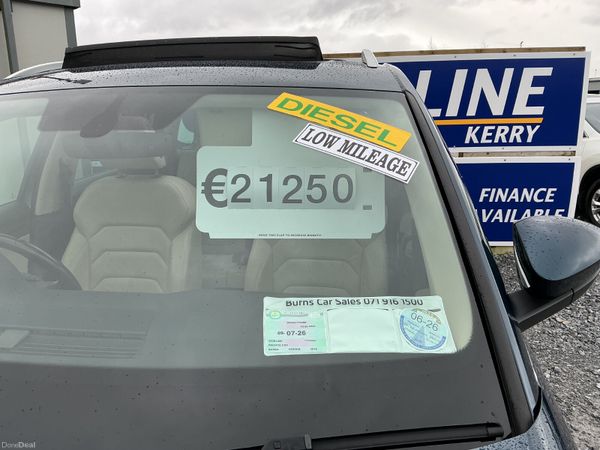 LINE
KERRY
DIESEL
LOW MILEAGE
€21250
FINANCE
AVAILABLE
Burns Car Sales 071 916 1500
07-26
06-26
DoneDeal